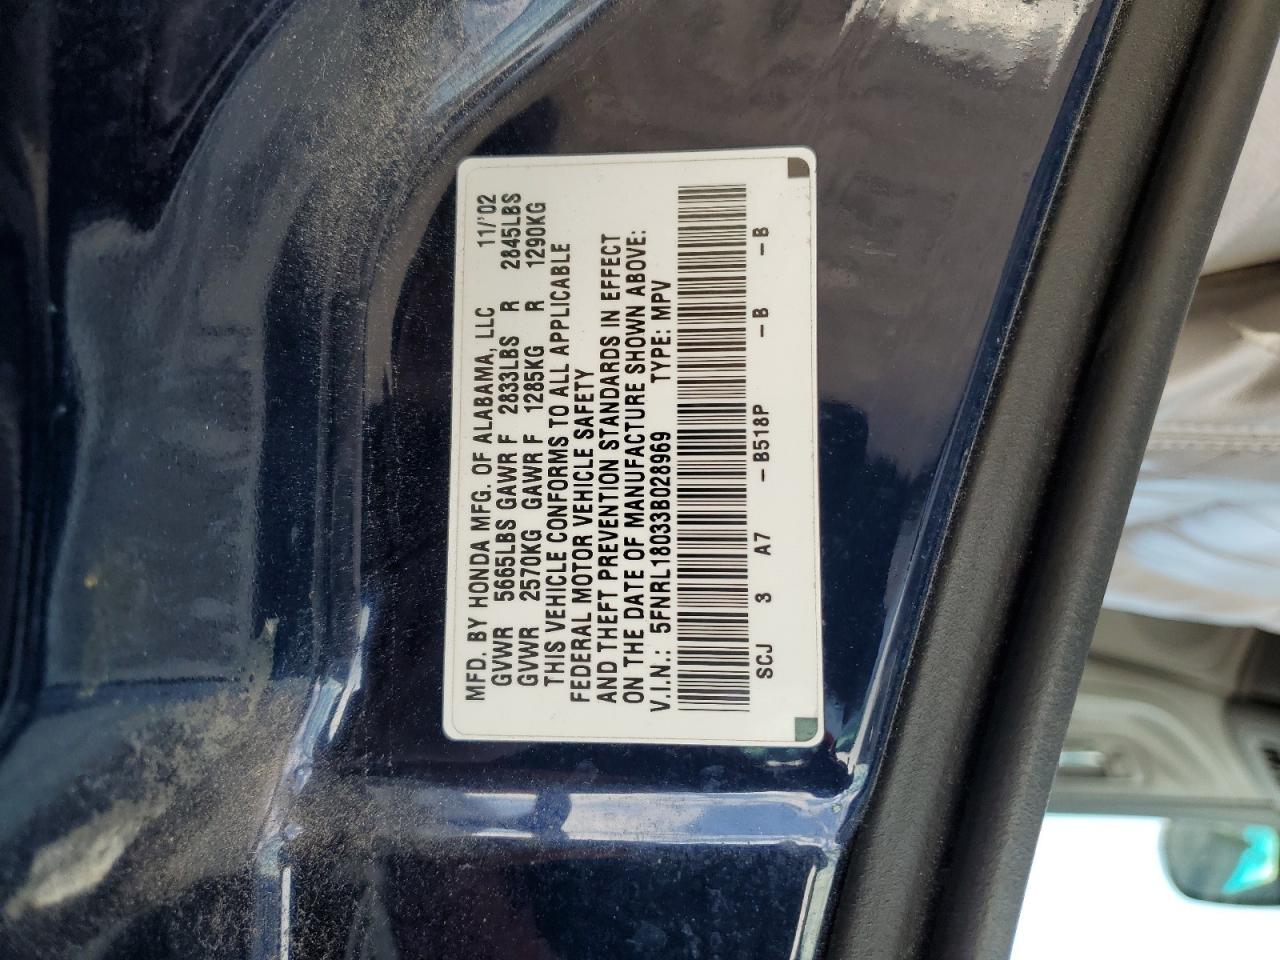 MFD. BY HONDA MFG. OF ALABAMA, LLC 11/'02
GVWR 5665LBS GAWR F 2833LBS R 2845LBS
GVWR 2570KG GAWR F 1285KG R 1290KG
THIS VEHICLE CONFORMS TO ALL APPLICABLE
FEDERAL MOTOR VEHICLE SAFETY
AND THEFT PREVENTION STANDARDS IN EFFECT
ON THE DATE OF MANUFACTURE SHOWN ABOVE:
V.I.N.: 5FNRL18033B028969 TYPE: MPV
SCJ 3 A7 –B518P –B –B